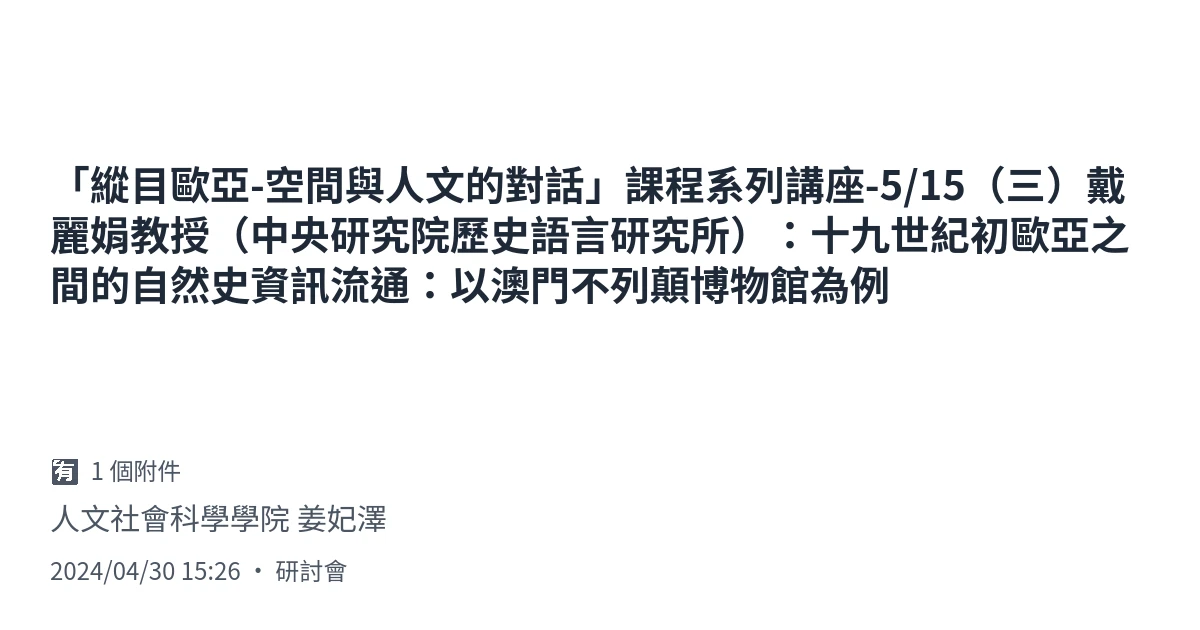 「縱目歐亞-空間與人文的對話」課程系列講座-5/15（三）戴
麗娟教授（中央研究院歷史語言研究所）：十九世紀初歐亞之
間的自然史資訊流通：以澳門不列顛博物館為例
🈶 1 個附件
人文社會科學學院 姜妃澤
2024/04/30 15:26 • 研討會